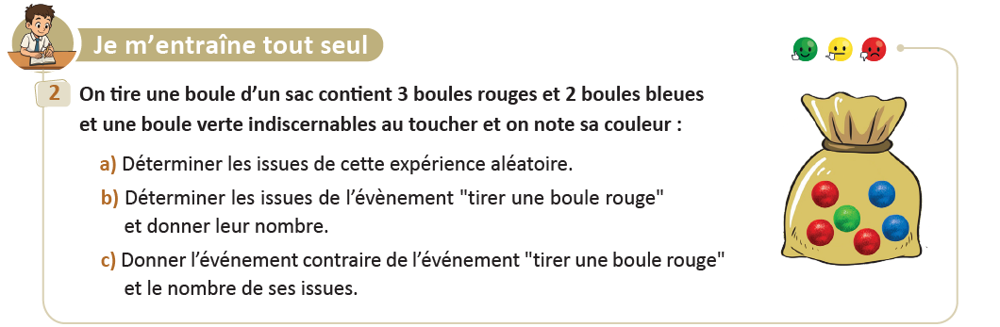 Je m’entraîne tout seul
2 On tire une boule d’un sac contient 3 boules rouges et 2 boules bleues
et une boule verte indiscernables au toucher et on note sa couleur :
a) Déterminer les issues de cette expérience aléatoire.
b) Déterminer les issues de l’évènement "tirer une boule rouge"
et donner leur nombre.
c) Donner l’événement contraire de l’événement "tirer une boule rouge"
et le nombre de ses issues.